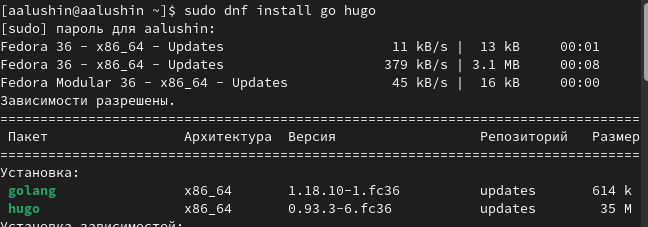 [aalushin@aalushin ~]$ sudo dnf install go hugo
[sudo] пароль для aalushin:
Fedora 36 - x86_64 - Updates 11 kB/s | 13 kB 00:01
Fedora 36 - x86_64 - Updates 379 kB/s | 3.1 MB 00:08
Fedora Modular 36 - x86_64 - Updates 45 kB/s | 16 kB 00:00
Зависимости разрешены.
================================================================================
Пакет Архитектура Версия Репозиторий Размер
================================================================================
Установка:
golang x86_64 1.18.10-1.fc36 updates 614 k
hugo x86_64 0.93.3-6.fc36 updates 35 M
Установка зависимостей: